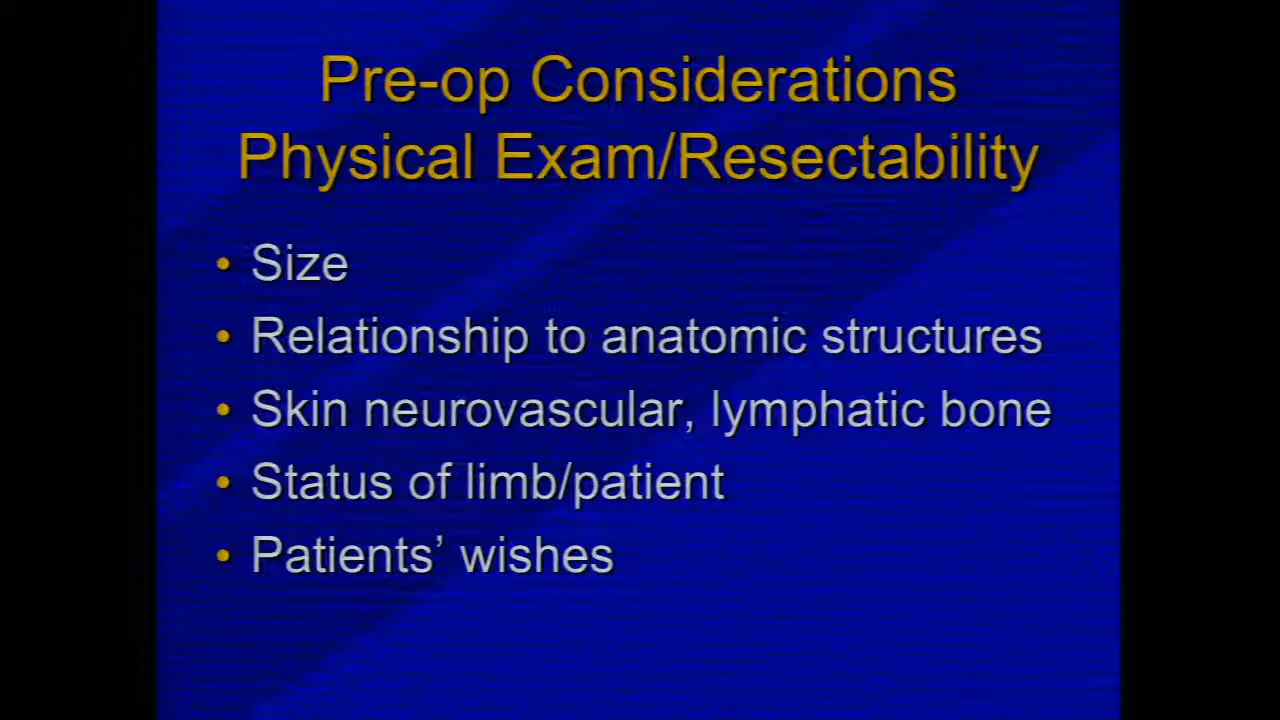 Pre-op Considerations
Physical Exam/Resectability
• Size
• Relationship to anatomic structures
• Skin neurovascular, lymphatic bone
• Status of limb/patient
• Patients’ wishes